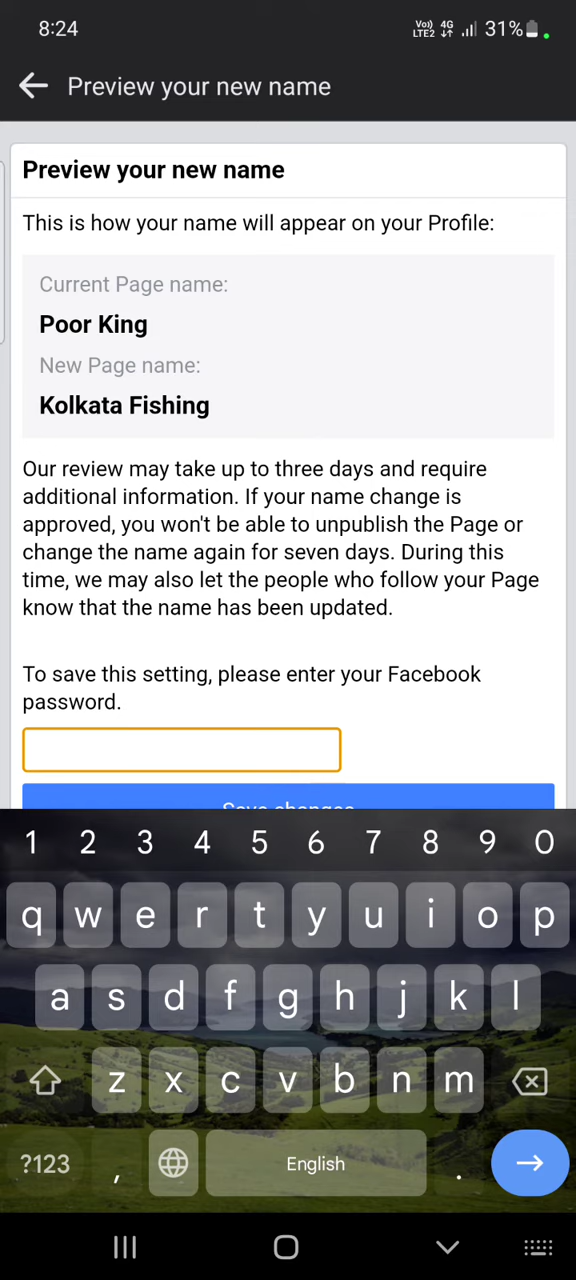 8:24
Vo)) LTE2 4G 31%
Preview your new name
Preview your new name
This is how your name will appear on your Profile:
Current Page name:
Poor King
New Page name:
Kolkata Fishing
Our review may take up to three days and require
additional information. If your name change is
approved, you won't be able to unpublish the Page or
change the name again for seven days. During this
time, we may also let the people who follow your Page
know that the name has been updated.
To save this setting, please enter your Facebook
password.
Save changes
1 2 3 4 5 6 7 8 9 0
q w e r t y u i o p
a s d f g h j k l
z x c v b n m
?123 , English .